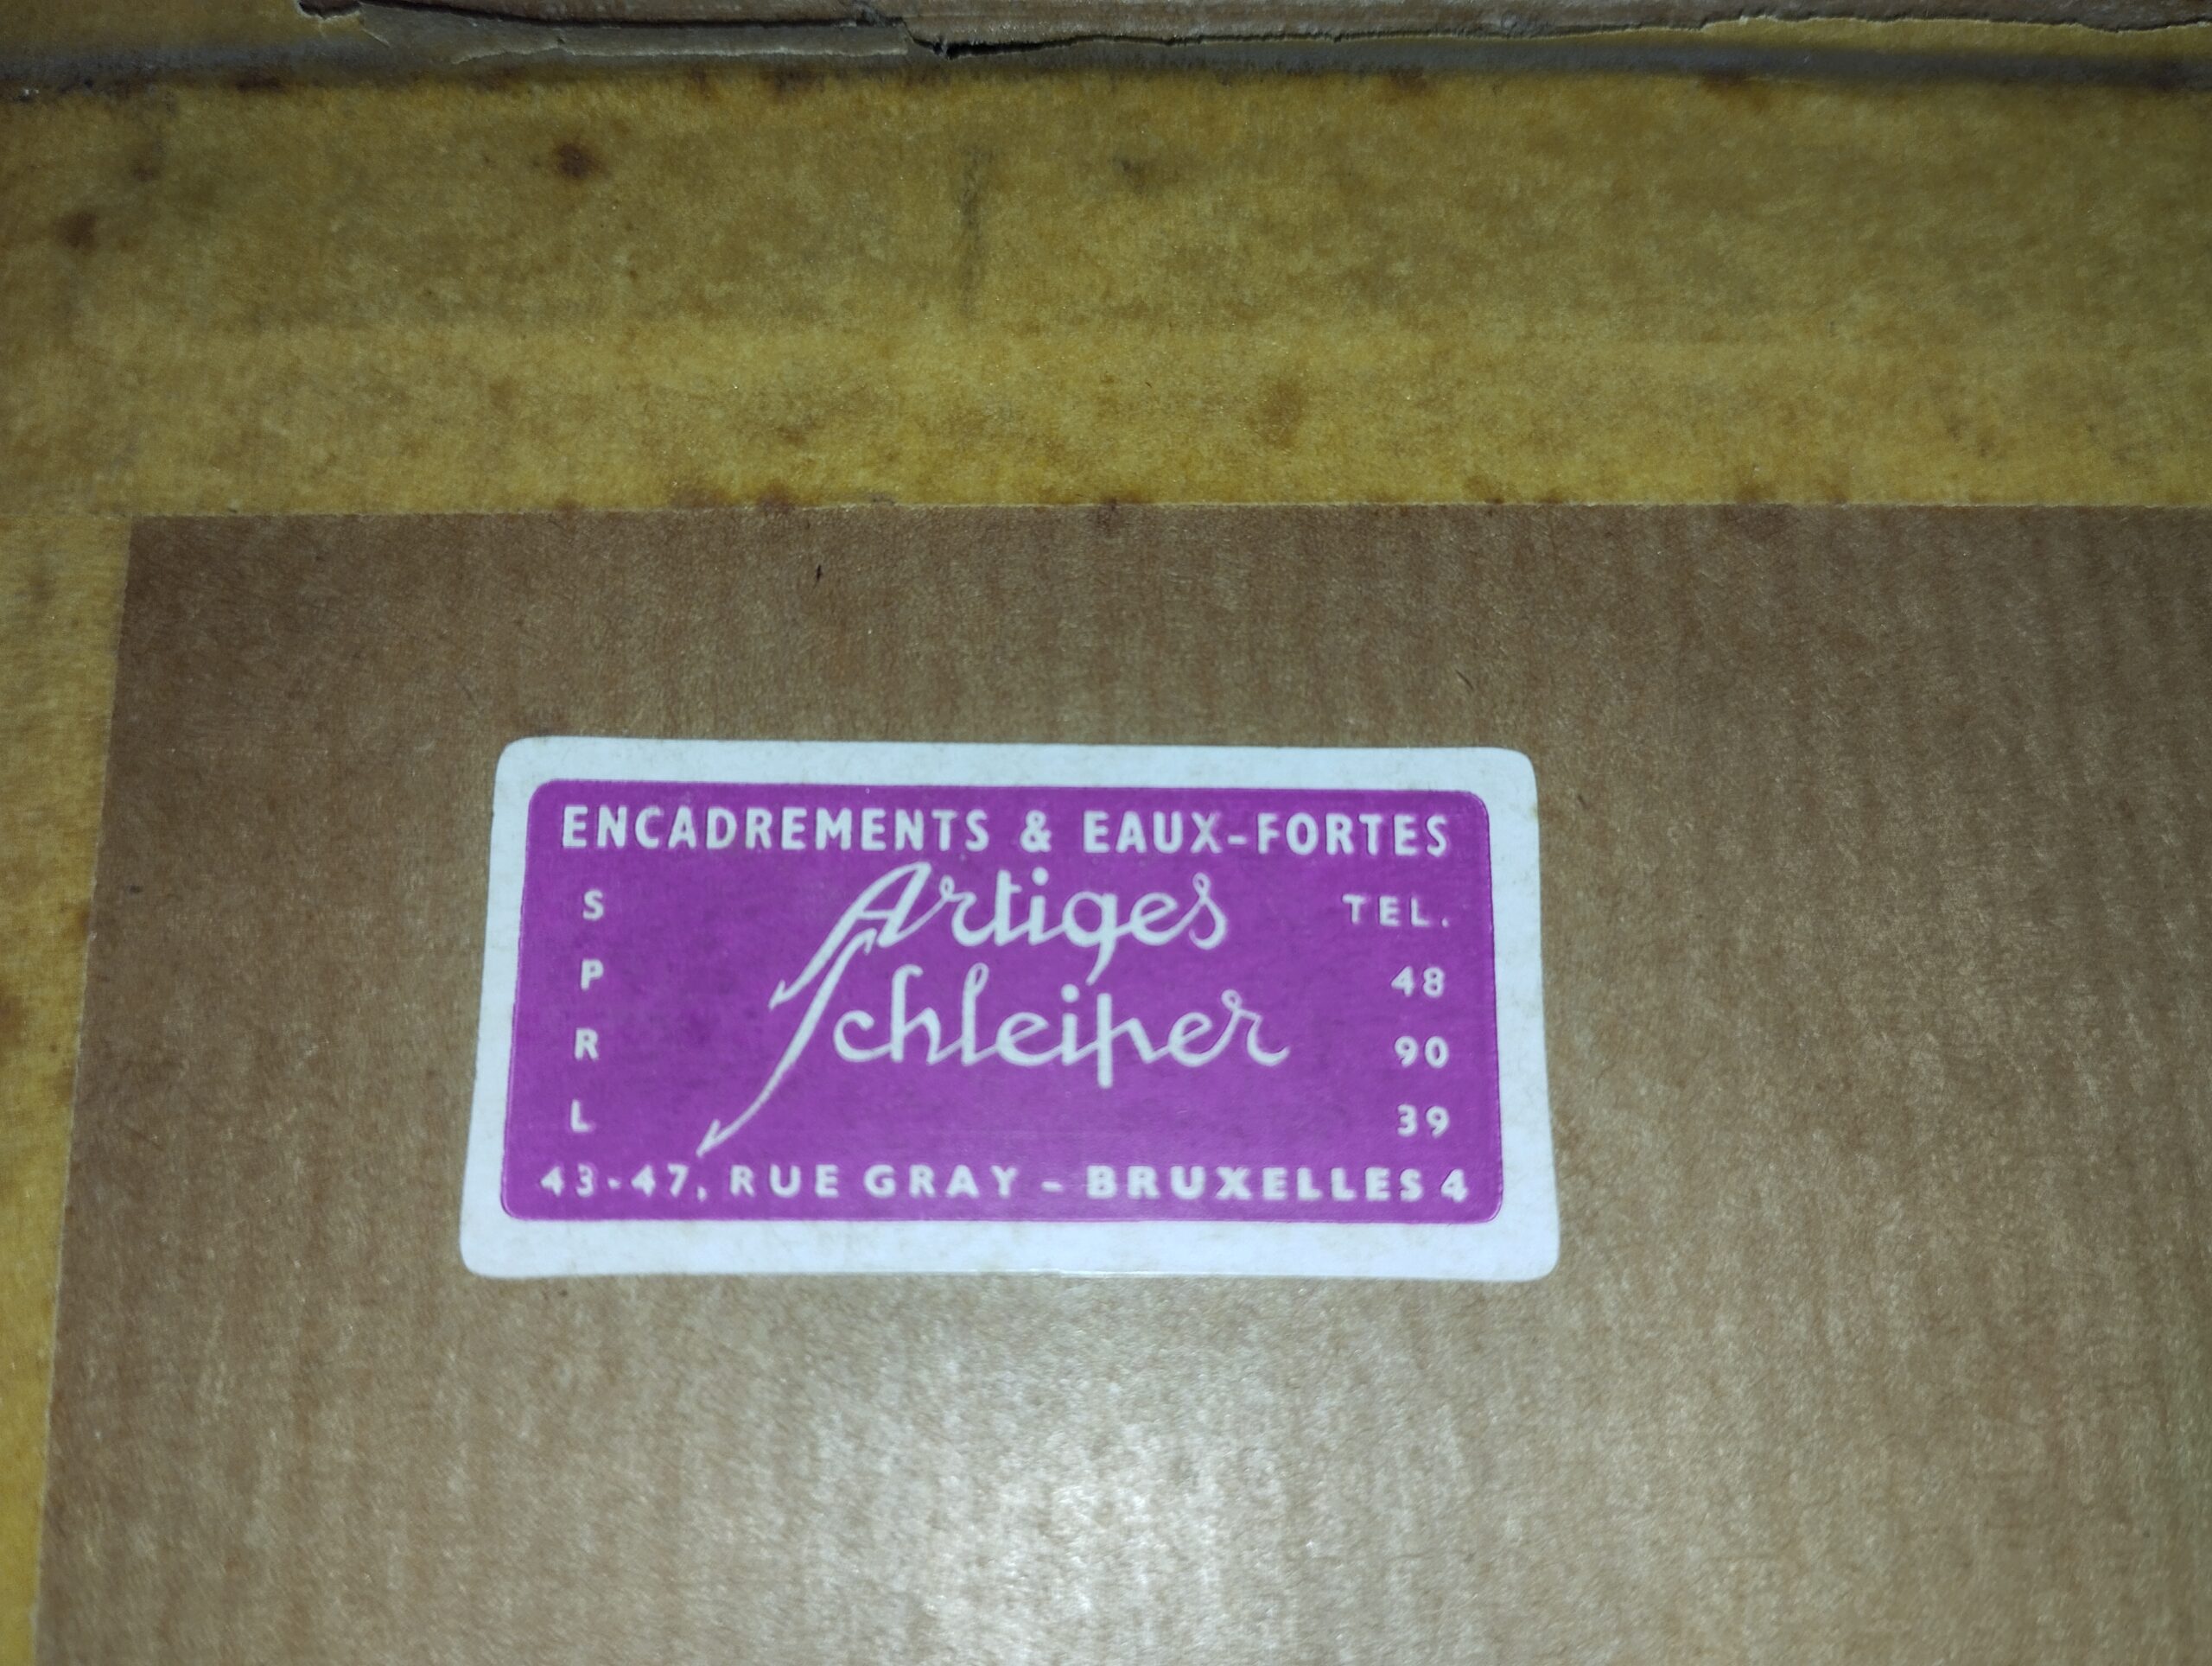 ENCADREMENTS & EAUX-FORTES
S P R L
Artiges
Schleiper
TEL.
48
90
39
43-47, RUE GRAY - BRUXELLES 4